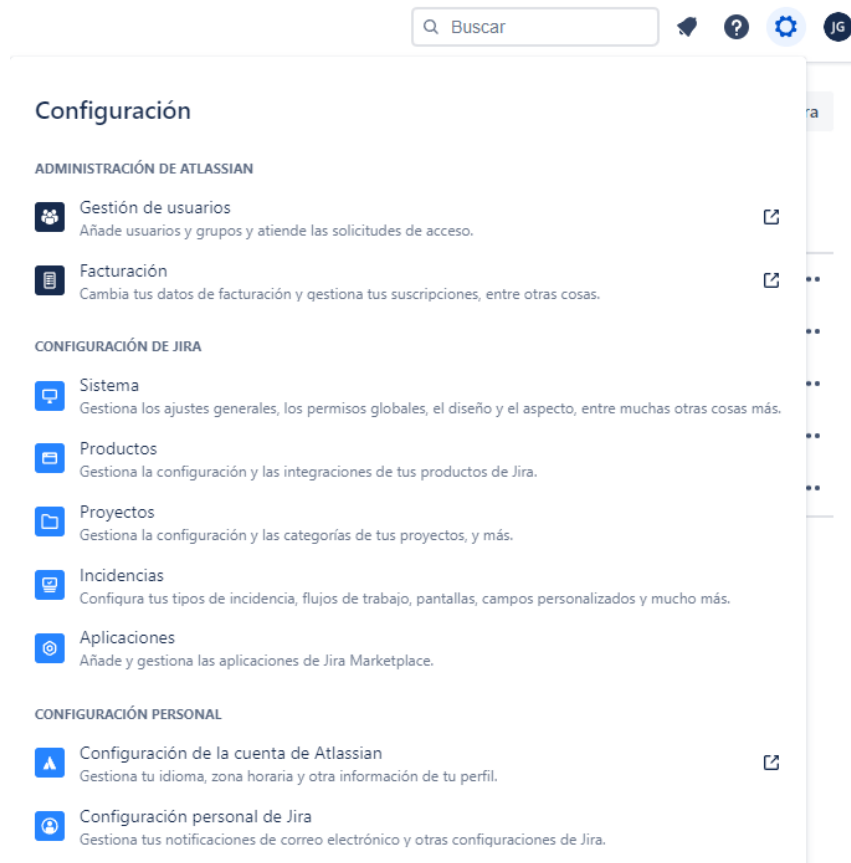 Buscar
JG
Configuración
ra
ADMINISTRACIÓN DE ATLASSIAN
Gestión de usuarios
Añade usuarios y grupos y atiende las solicitudes de acceso.
Facturación
Cambia tus datos de facturación y gestiona tus suscripciones, entre otras cosas.
CONFIGURACIÓN DE JIRA
Sistema
Gestiona los ajustes generales, los permisos globales, el diseño y el aspecto, entre muchas otras cosas más.
Productos
Gestiona la configuración y las integraciones de tus productos de Jira.
Proyectos
Gestiona la configuración y las categorías de tus proyectos, y más.
Incidencias
Configura tus tipos de incidencia, flujos de trabajo, pantallas, campos personalizados y mucho más.
Aplicaciones
Añade y gestiona las aplicaciones de Jira Marketplace.
CONFIGURACIÓN PERSONAL
Configuración de la cuenta de Atlassian
Gestiona tu idioma, zona horaria y otra información de tu perfil.
Configuración personal de Jira
Gestiona tus notificaciones de correo electrónico y otras configuraciones de Jira.